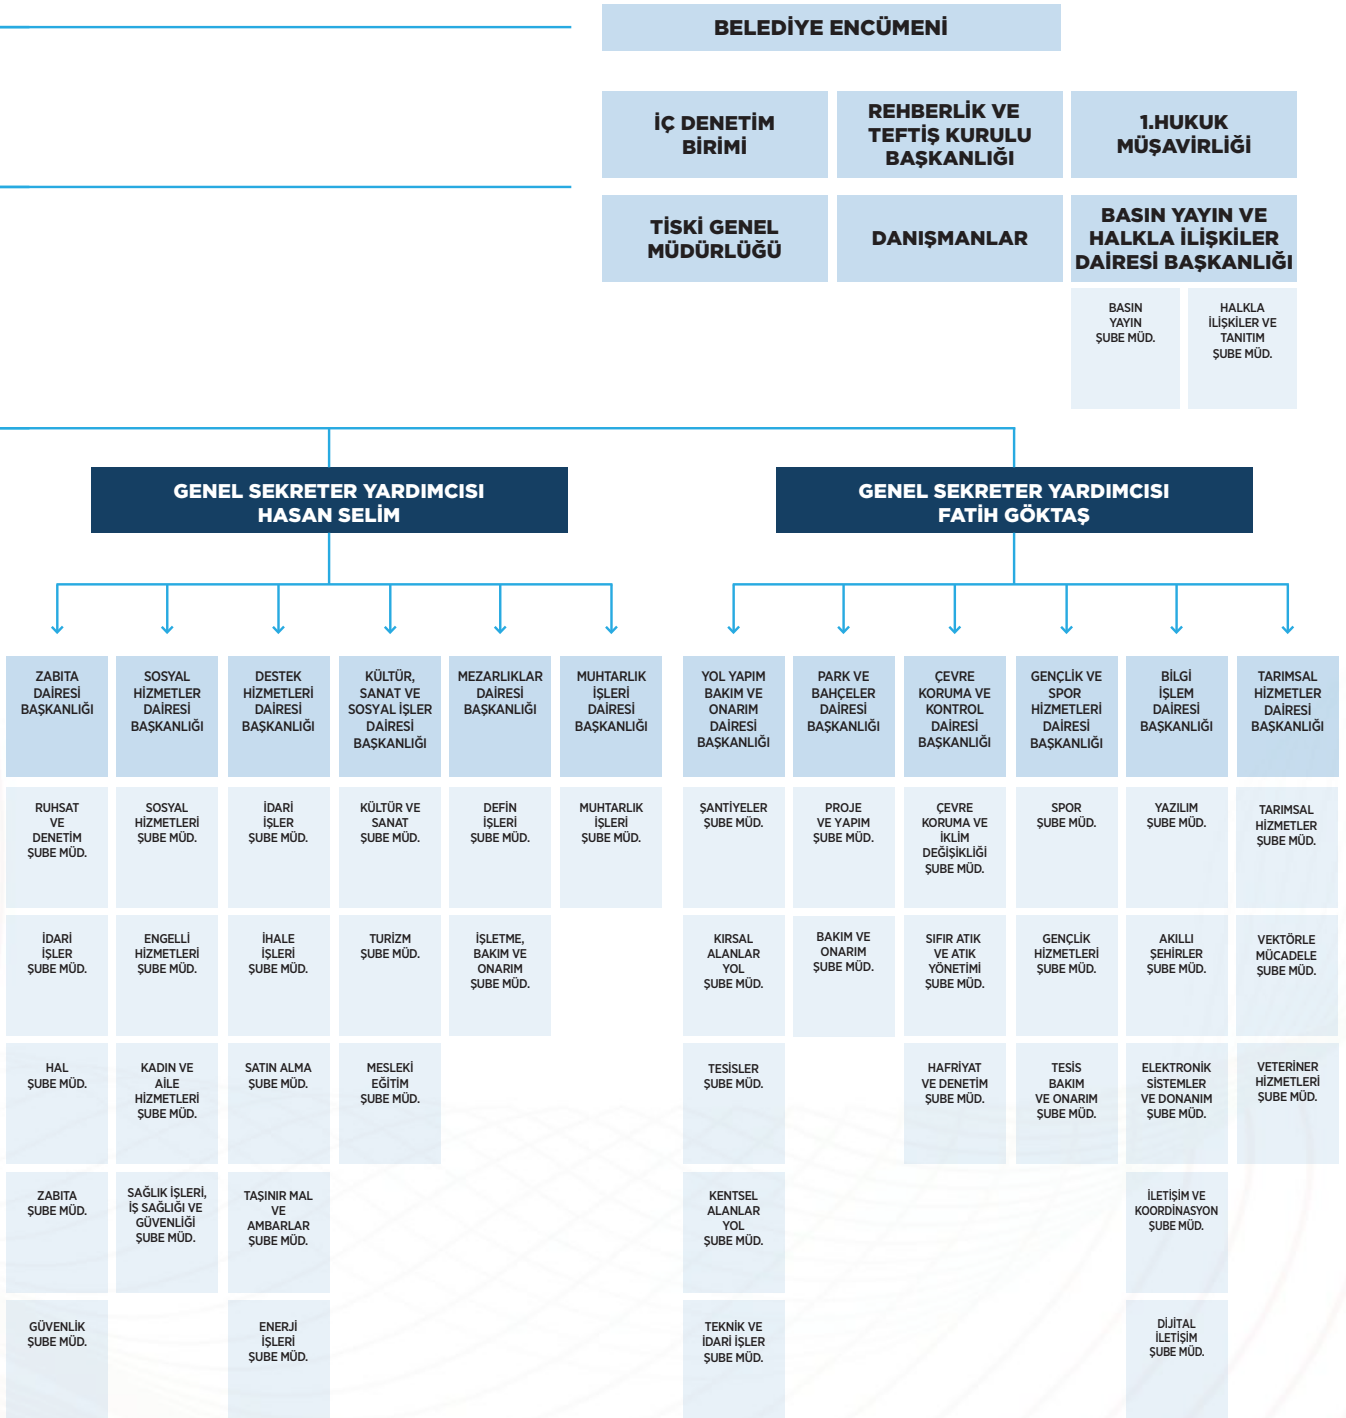 BELEDİYE ENCÜMENİ
İÇ DENETİM
BİRİMİ
REHBERLİK VE
TEFTİŞ KURULU
BAŞKANLIĞI
1.HUKUK
MÜŞAVİRLİĞİ
TİSKİ GENEL
MÜDÜRLÜĞÜ
DANIŞMANLAR
BASIN YAYIN VE
HALKLA İLİŞKİLER
DAİRESİ BAŞKANLIĞI
BASIN
YAYIN
ŞUBE MÜD.
HALKLA
İLİŞKİLER VE
TANITIM
ŞUBE MÜD.
GENEL SEKRETER YARDIMCISI
HASAN SELİM
GENEL SEKRETER YARDIMCISI
FATİH GÖKTAŞ
ZABITA
DAİRESİ
BAŞKANLIĞI
SOSYAL
HİZMETLER
DAİRESİ
BAŞKANLIĞI
DESTEK
HİZMETLERİ
DAİRESİ
BAŞKANLIĞI
KÜLTÜR,
SANAT VE
SOSYAL İŞLER
DAİRESİ
BAŞKANLIĞI
MEZARLIKLAR
DAİRESİ
BAŞKANLIĞI
MUHTARLIK
İŞLERİ
DAİRESİ
BAŞKANLIĞI
YOL YAPIM
BAKIM VE
ONARIM
DAİRESİ
BAŞKANLIĞI
PARK VE
BAHÇELER
DAİRESİ
BAŞKANLIĞI
ÇEVRE
KORUMA VE
KONTROL
DAİRESİ
BAŞKANLIĞI
GENÇLİK VE
SPOR
HİZMETLERİ
DAİRESİ
BAŞKANLIĞI
BİLGİ
İŞLEM
DAİRESİ
BAŞKANLIĞI
TARIMSAL
HİZMETLER
DAİRESİ
BAŞKANLIĞI
RUHSAT
VE
DENETİM
ŞUBE MÜD.
SOSYAL
HİZMETLERİ
ŞUBE MÜD.
İDARİ
İŞLER
ŞUBE MÜD.
KÜLTÜR VE
SANAT
ŞUBE MÜD.
DEFİN
İŞLERİ
ŞUBE MÜD.
MUHTARLIK
İŞLERİ
ŞUBE MÜD.
ŞANTİYELER
ŞUBE MÜD.
PROJE
VE YAPIM
ŞUBE MÜD.
ÇEVRE
KORUMA VE
İKLİM
DEĞİŞİKLİĞİ
ŞUBE MÜD.
SPOR
ŞUBE MÜD.
YAZILIM
ŞUBE MÜD.
TARIMSAL
HİZMETLER
ŞUBE MÜD.
İDARİ
İŞLER
ŞUBE MÜD.
ENGELLİ
HİZMETLERİ
ŞUBE MÜD.
İHALE
İŞLERİ
ŞUBE MÜD.
TURİZM
ŞUBE MÜD.
İŞLETME,
BAKIM VE
ONARIM
ŞUBE MÜD.
KIRSAL
ALANLAR
YOL
ŞUBE MÜD.
BAKIM VE
ONARIM
ŞUBE MÜD.
SIFIR ATIK
VE ATIK
YÖNETİMİ
ŞUBE MÜD.
GENÇLİK
HİZMETLERİ
ŞUBE MÜD.
AKILLI
ŞEHİRLER
ŞUBE MÜD.
VEKTÖRLE
MÜCADELE
ŞUBE MÜD.
HAL
ŞUBE MÜD.
KADIN VE
AİLE
HİZMETLERİ
ŞUBE MÜD.
SATIN ALMA
ŞUBE MÜD.
MESLEKİ
EĞİTİM
ŞUBE MÜD.
TESİSLER
ŞUBE MÜD.
HAFRİYAT
VE DENETİM
ŞUBE MÜD.
TESİS
BAKIM
VE ONARIM
ŞUBE MÜD.
ELEKTRONİK
SİSTEMLER
VE DONANIM
ŞUBE MÜD.
VETERİNER
HİZMETLERİ
ŞUBE MÜD.
ZABITA
ŞUBE MÜD.
SAĞLIK İŞLERİ,
İŞ SAĞLIĞI VE
GÜVENLİĞİ
ŞUBE MÜD.
TAŞINIR MAL
VE
AMBARLAR
ŞUBE MÜD.
KENTSEL
ALANLAR
YOL
ŞUBE MÜD.
İLETİŞİM VE
KOORDİNASYON
ŞUBE MÜD.
GÜVENLİK
ŞUBE MÜD.
ENERJİ
İŞLERİ
ŞUBE MÜD.
TEKNİK VE
İDARİ İŞLER
ŞUBE MÜD.
DİJİTAL
İLETİŞİM
ŞUBE MÜD.